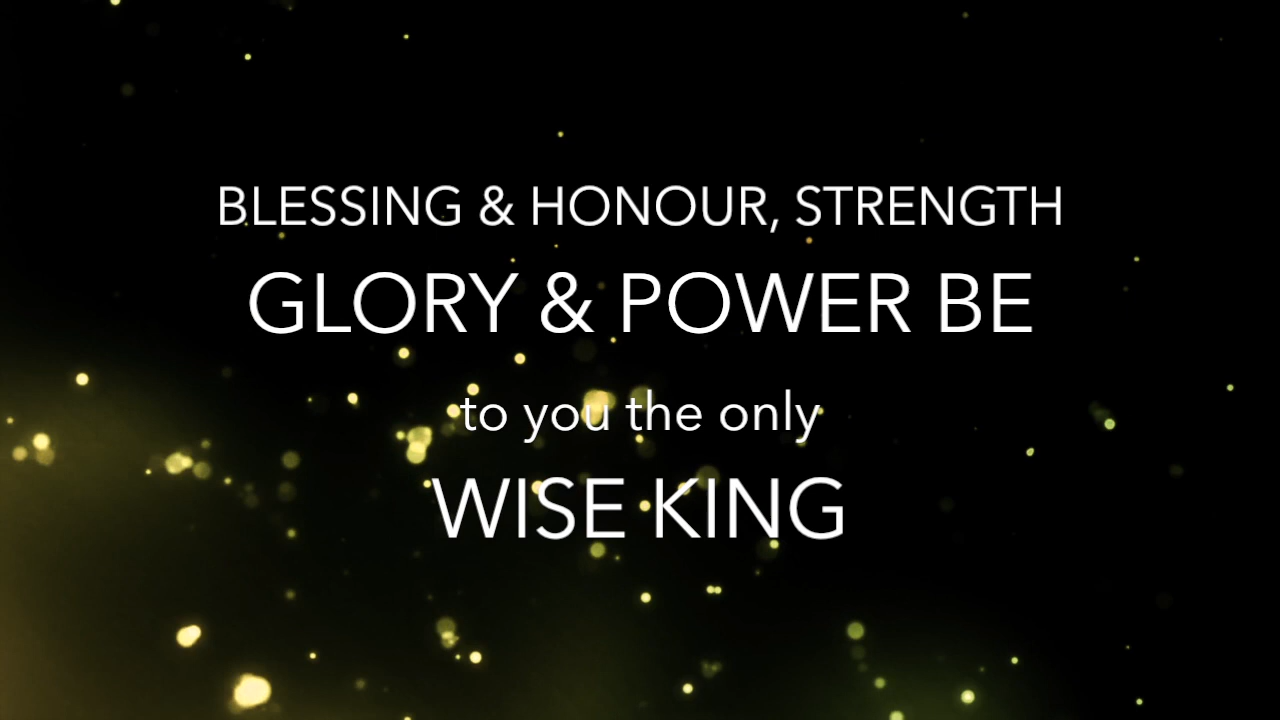 BLESSING & HONOUR, STRENGTH
GLORY & POWER BE
to you the only
WISE KING